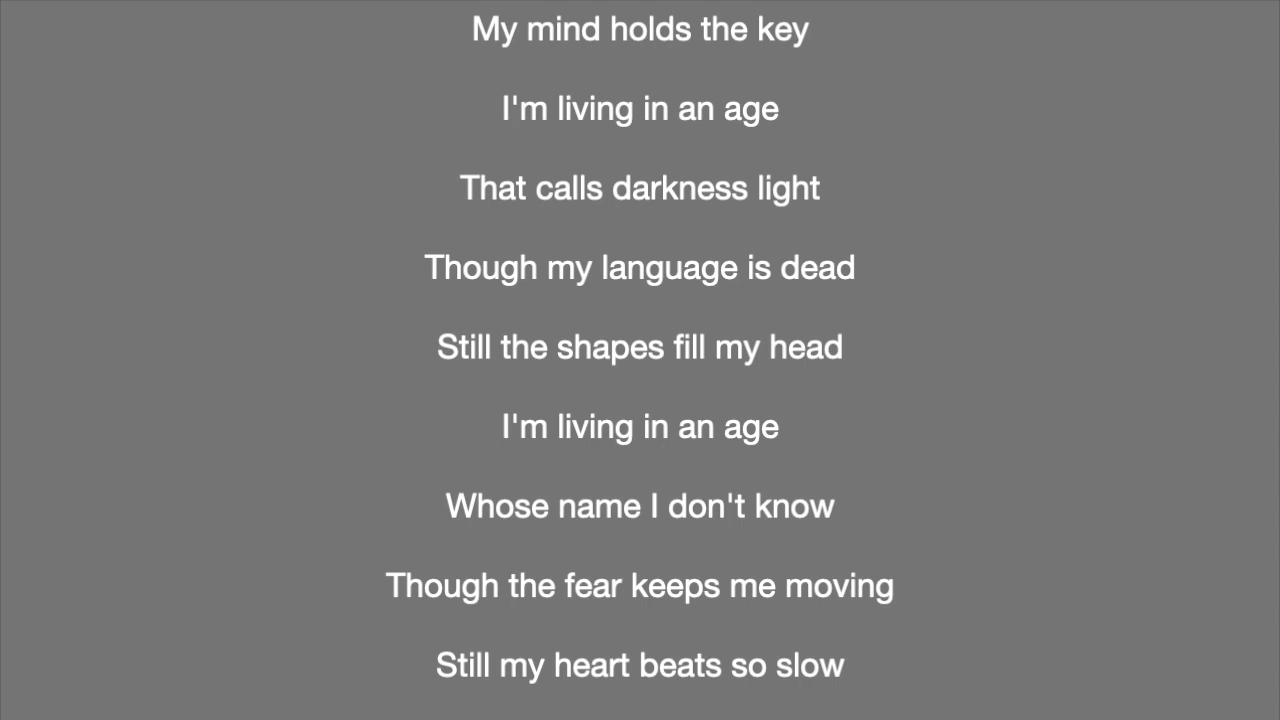 My mind holds the key
I'm living in an age
That calls darkness light
Though my language is dead
Still the shapes fill my head
I'm living in an age
Whose name I don't know
Though the fear keeps me moving
Still my heart beats so slow